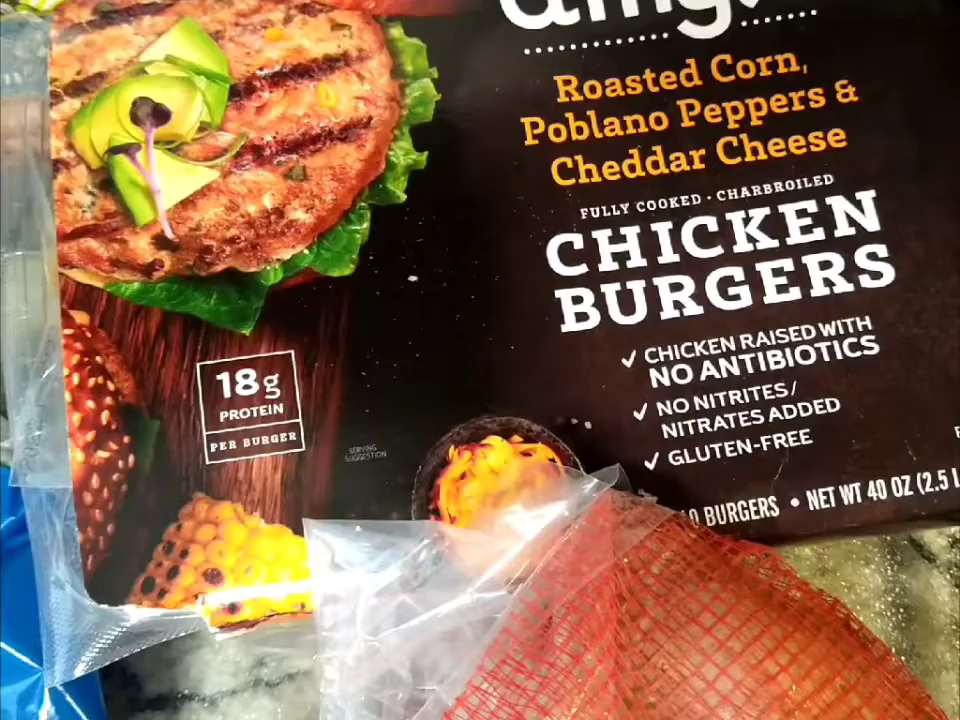 Roasted Corn,
Poblano Peppers &
Cheddar Cheese
FULLY COOKED · CHARBROILED
CHICKEN
BURGERS
✓ CHICKEN RAISED WITH
NO ANTIBIOTICS
✓ NO NITRITES/
NITRATES ADDED
✓ GLUTEN-FREE
18g
PROTEIN
PER BURGER
SERVING
SUGGESTION
BURGERS • NET WT 40 OZ (2.5 L